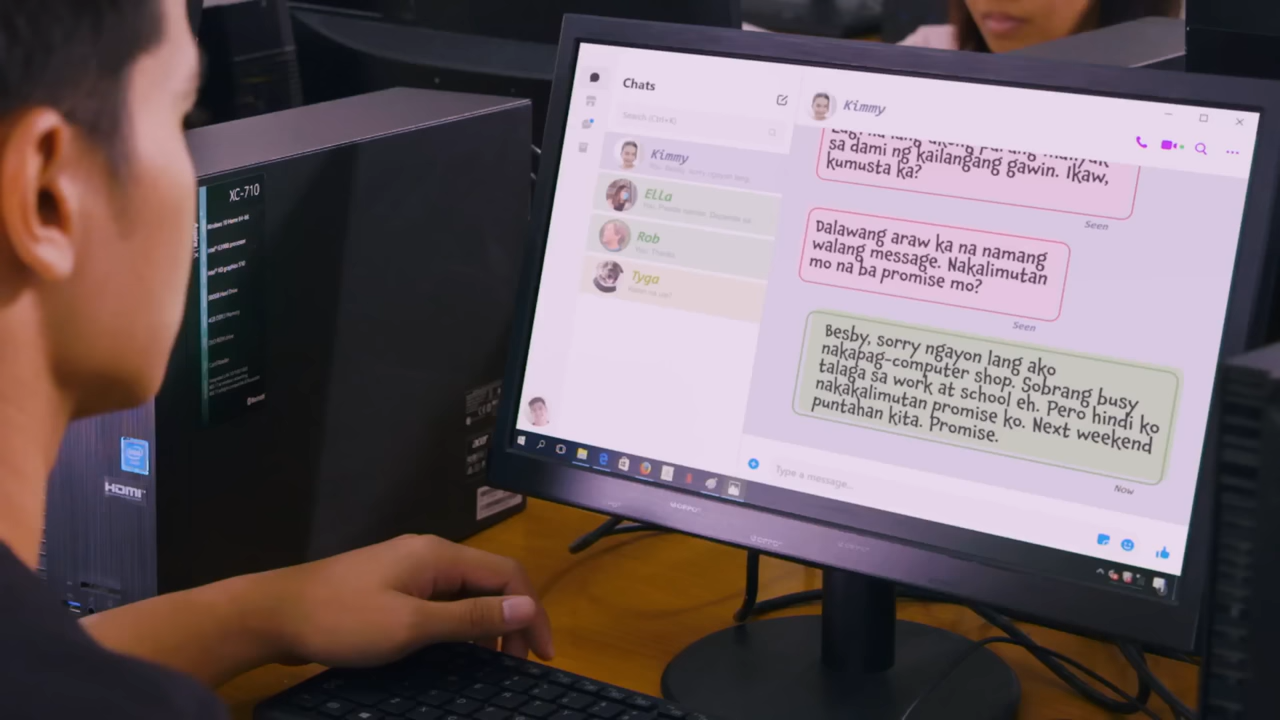 XC-710
HDMI
acer
Chats
Search (Ctrl+K)
Kimmy
ELLa
Rob
Tyga
Kimmy
sa dami ng kailangang gawin. Ikaw,
kumusta ka?
Seen
Dalawang araw ka na namang
walang message. Nakalimutan
mo na ba promise mo?
Seen
Besby, sorry ngayon lang ako
nakapag-computer shop. Sobrang busy
talaga sa work at school eh. Pero hindi ko
nakakalimutan promise ko. Next weekend
puntahan kita. Promise.
Now
Type a message...